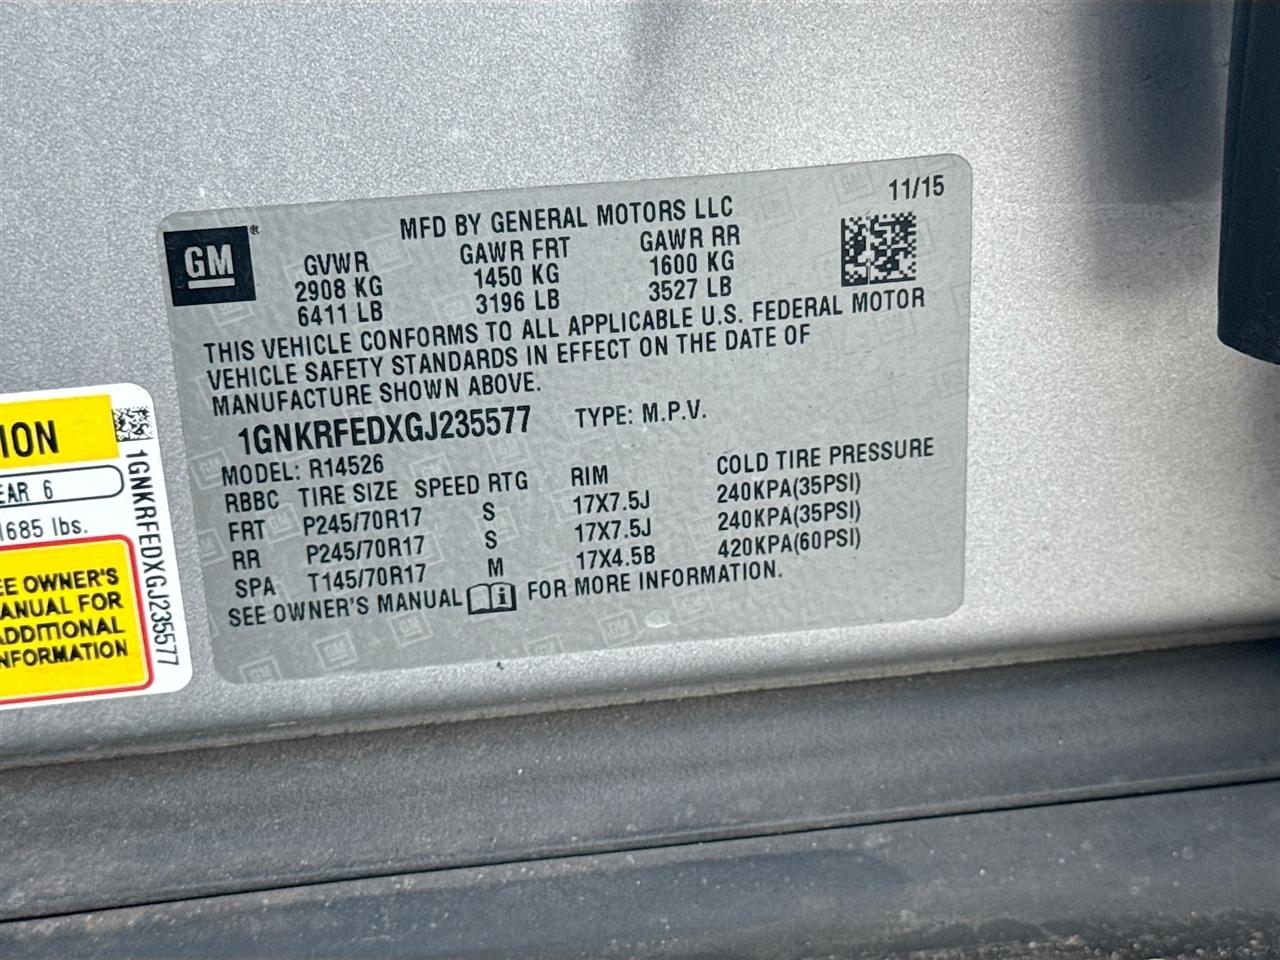 GM
®
MFD BY GENERAL MOTORS LLC
11/15
GVWR GAWR FRT GAWR RR
2908 KG 1450 KG 1600 KG
6411 LB 3196 LB 3527 LB
THIS VEHICLE CONFORMS TO ALL APPLICABLE U.S. FEDERAL MOTOR
VEHICLE SAFETY STANDARDS IN EFFECT ON THE DATE OF
MANUFACTURE SHOWN ABOVE.
1GNKRFEDXGJ235577 TYPE: M.P.V.
MODEL: R14526
RBBC TIRE SIZE SPEED RTG RIM COLD TIRE PRESSURE
FRT P245/70R17 S 17X7.5J 240KPA(35PSI)
RR P245/70R17 S 17X7.5J 240KPA(35PSI)
SPA T145/70R17 M 17X4.5B 420KPA(60PSI)
SEE OWNER'S MANUAL i FOR MORE INFORMATION.
ION
EAR 6
1685 lbs.
EE OWNER'S
ANUAL FOR
ADDITIONAL
NFORMATION
1GNKRFEDXGJ235577